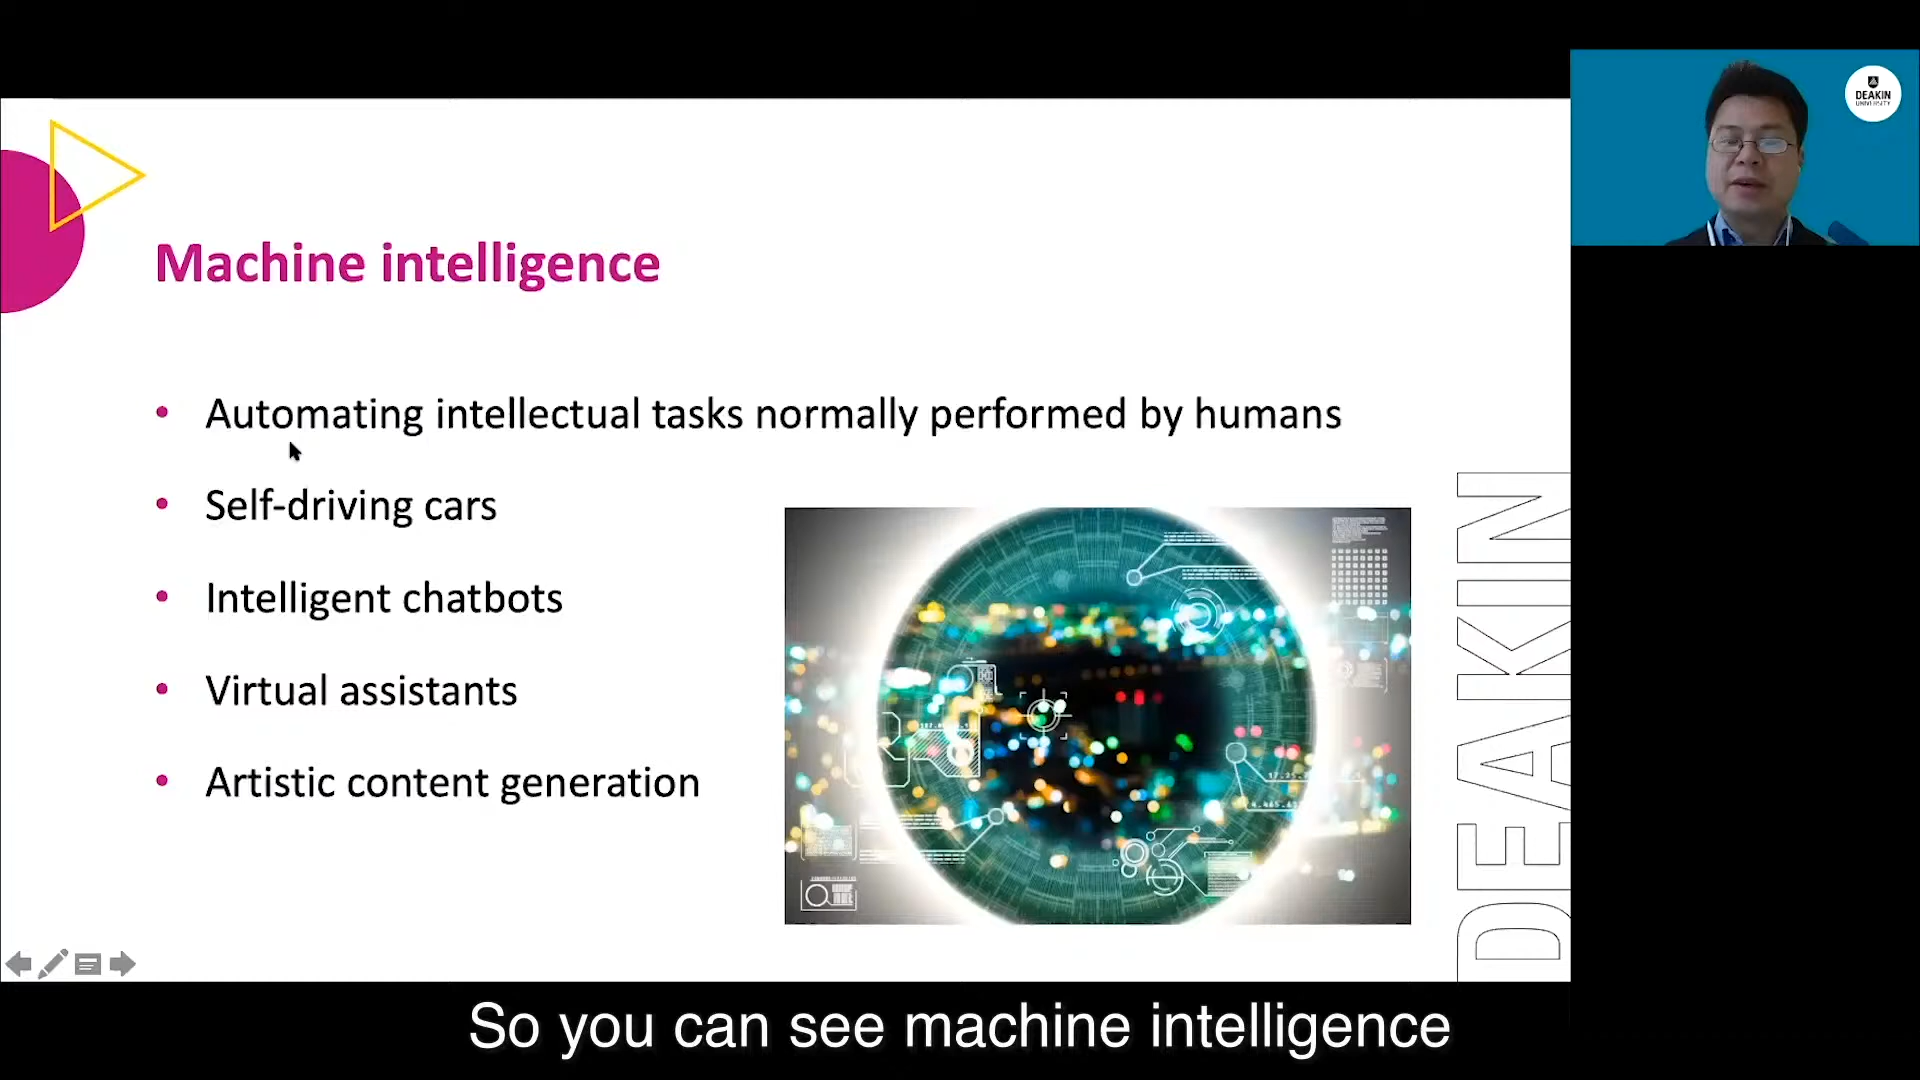 DEAKIN
UNIVERSITY
Machine intelligence
• Automating intellectual tasks normally performed by humans
• Self-driving cars
• Intelligent chatbots
• Virtual assistants
• Artistic content generation
DEAKIN
So you can see machine intelligence